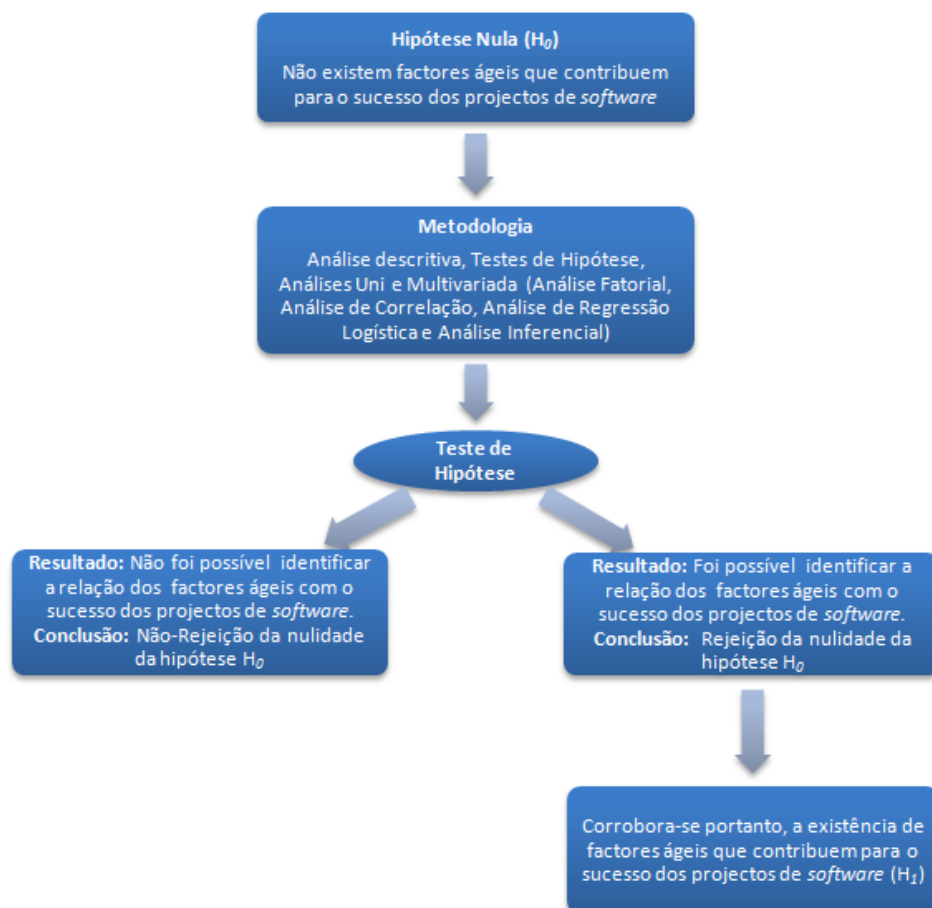 Hipótese Nula (H0)
Não existem factores ágeis que contribuem
para o sucesso dos projectos de software
Metodologia
Análise descritiva, Testes de Hipótese,
Análises Uni e Multivariada (Análise Fatorial,
Análise de Correlação, Análise de Regressão
Logística e Análise Inferencial)
Teste de
Hipótese
Resultado: Não foi possível identificar
a relação dos factores ágeis com o
sucesso dos projectos de software.
Conclusão: Não-Rejeição da nulidade
da hipótese H0
Resultado: Foi possível identificar a
relação dos factores ágeis com o
sucesso dos projectos de software.
Conclusão: Rejeição da nulidade da
hipótese H0
Corrobora-se portanto, a existência de
factores ágeis que contribuem para o
sucesso dos projectos de software (H1)